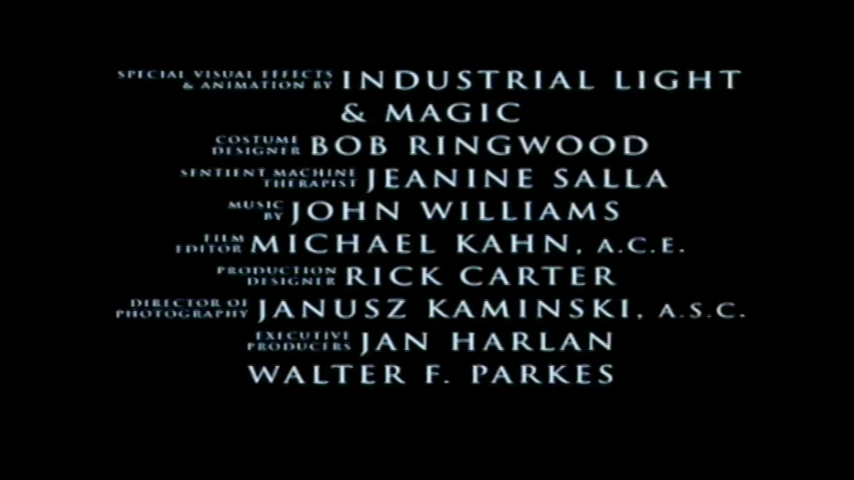 SPECIAL VISUAL EFFECTS & ANIMATION BY INDUSTRIAL LIGHT
& MAGIC
COSTUME DESIGNER BOB RINGWOOD
SENTIENT MACHINE THERAPIST JEANINE SALLA
MUSIC BY JOHN WILLIAMS
FILM EDITOR MICHAEL KAHN, A.C.E.
PRODUCTION DESIGNER RICK CARTER
DIRECTOR OF PHOTOGRAPHY JANUSZ KAMINSKI, A.S.C.
EXECUTIVE PRODUCERS JAN HARLAN
WALTER F. PARKES